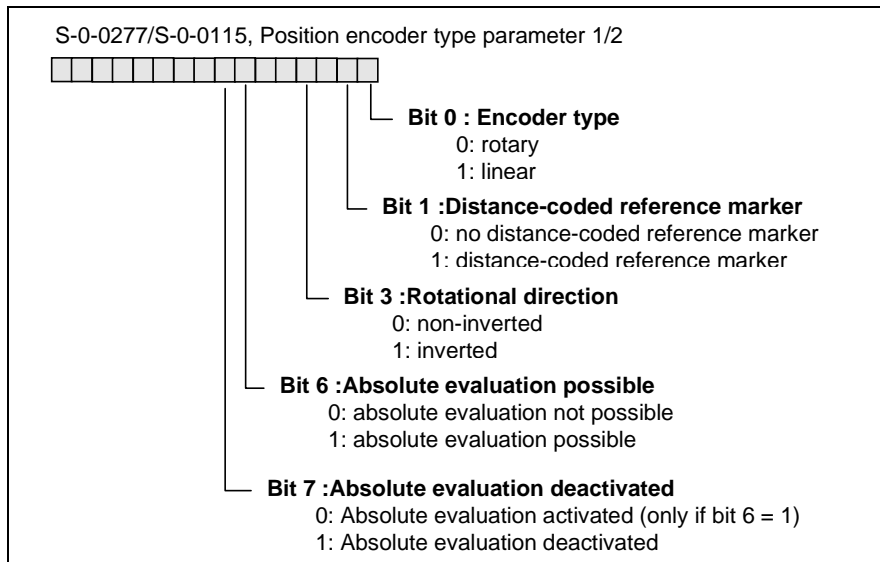 S-0-0277/S-0-0115, Position encoder type parameter 1/2
Bit 0 : Encoder type
0: rotary
1: linear
Bit 1 :Distance-coded reference marker
0: no distance-coded reference marker
1: distance-coded reference marker
Bit 3 :Rotational direction
0: non-inverted
1: inverted
Bit 6 :Absolute evaluation possible
0: absolute evaluation not possible
1: absolute evaluation possible
Bit 7 :Absolute evaluation deactivated
0: Absolute evaluation activated (only if bit 6 = 1)
1: Absolute evaluation deactivated